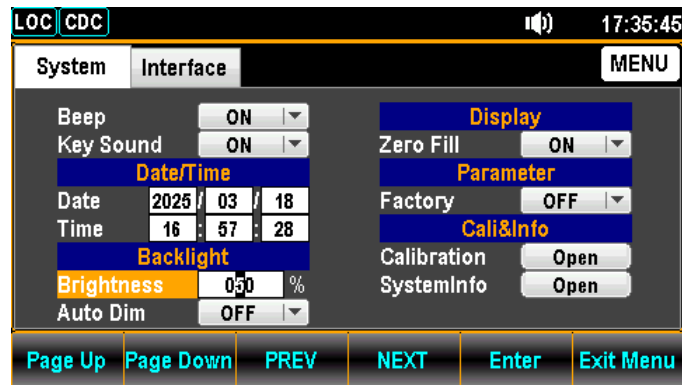 LOC CDC 17:35:45
System Interface MENU
Beep ON
Key Sound ON
Date/Time
Date 2025 / 03 / 18
Time 16 : 57 : 28
Backlight
Brightness 050 %
Auto Dim OFF
Display
Zero Fill ON
Parameter
Factory OFF
Cali&Info
Calibration Open
SystemInfo Open
Page Up Page Down PREV NEXT Enter Exit Menu